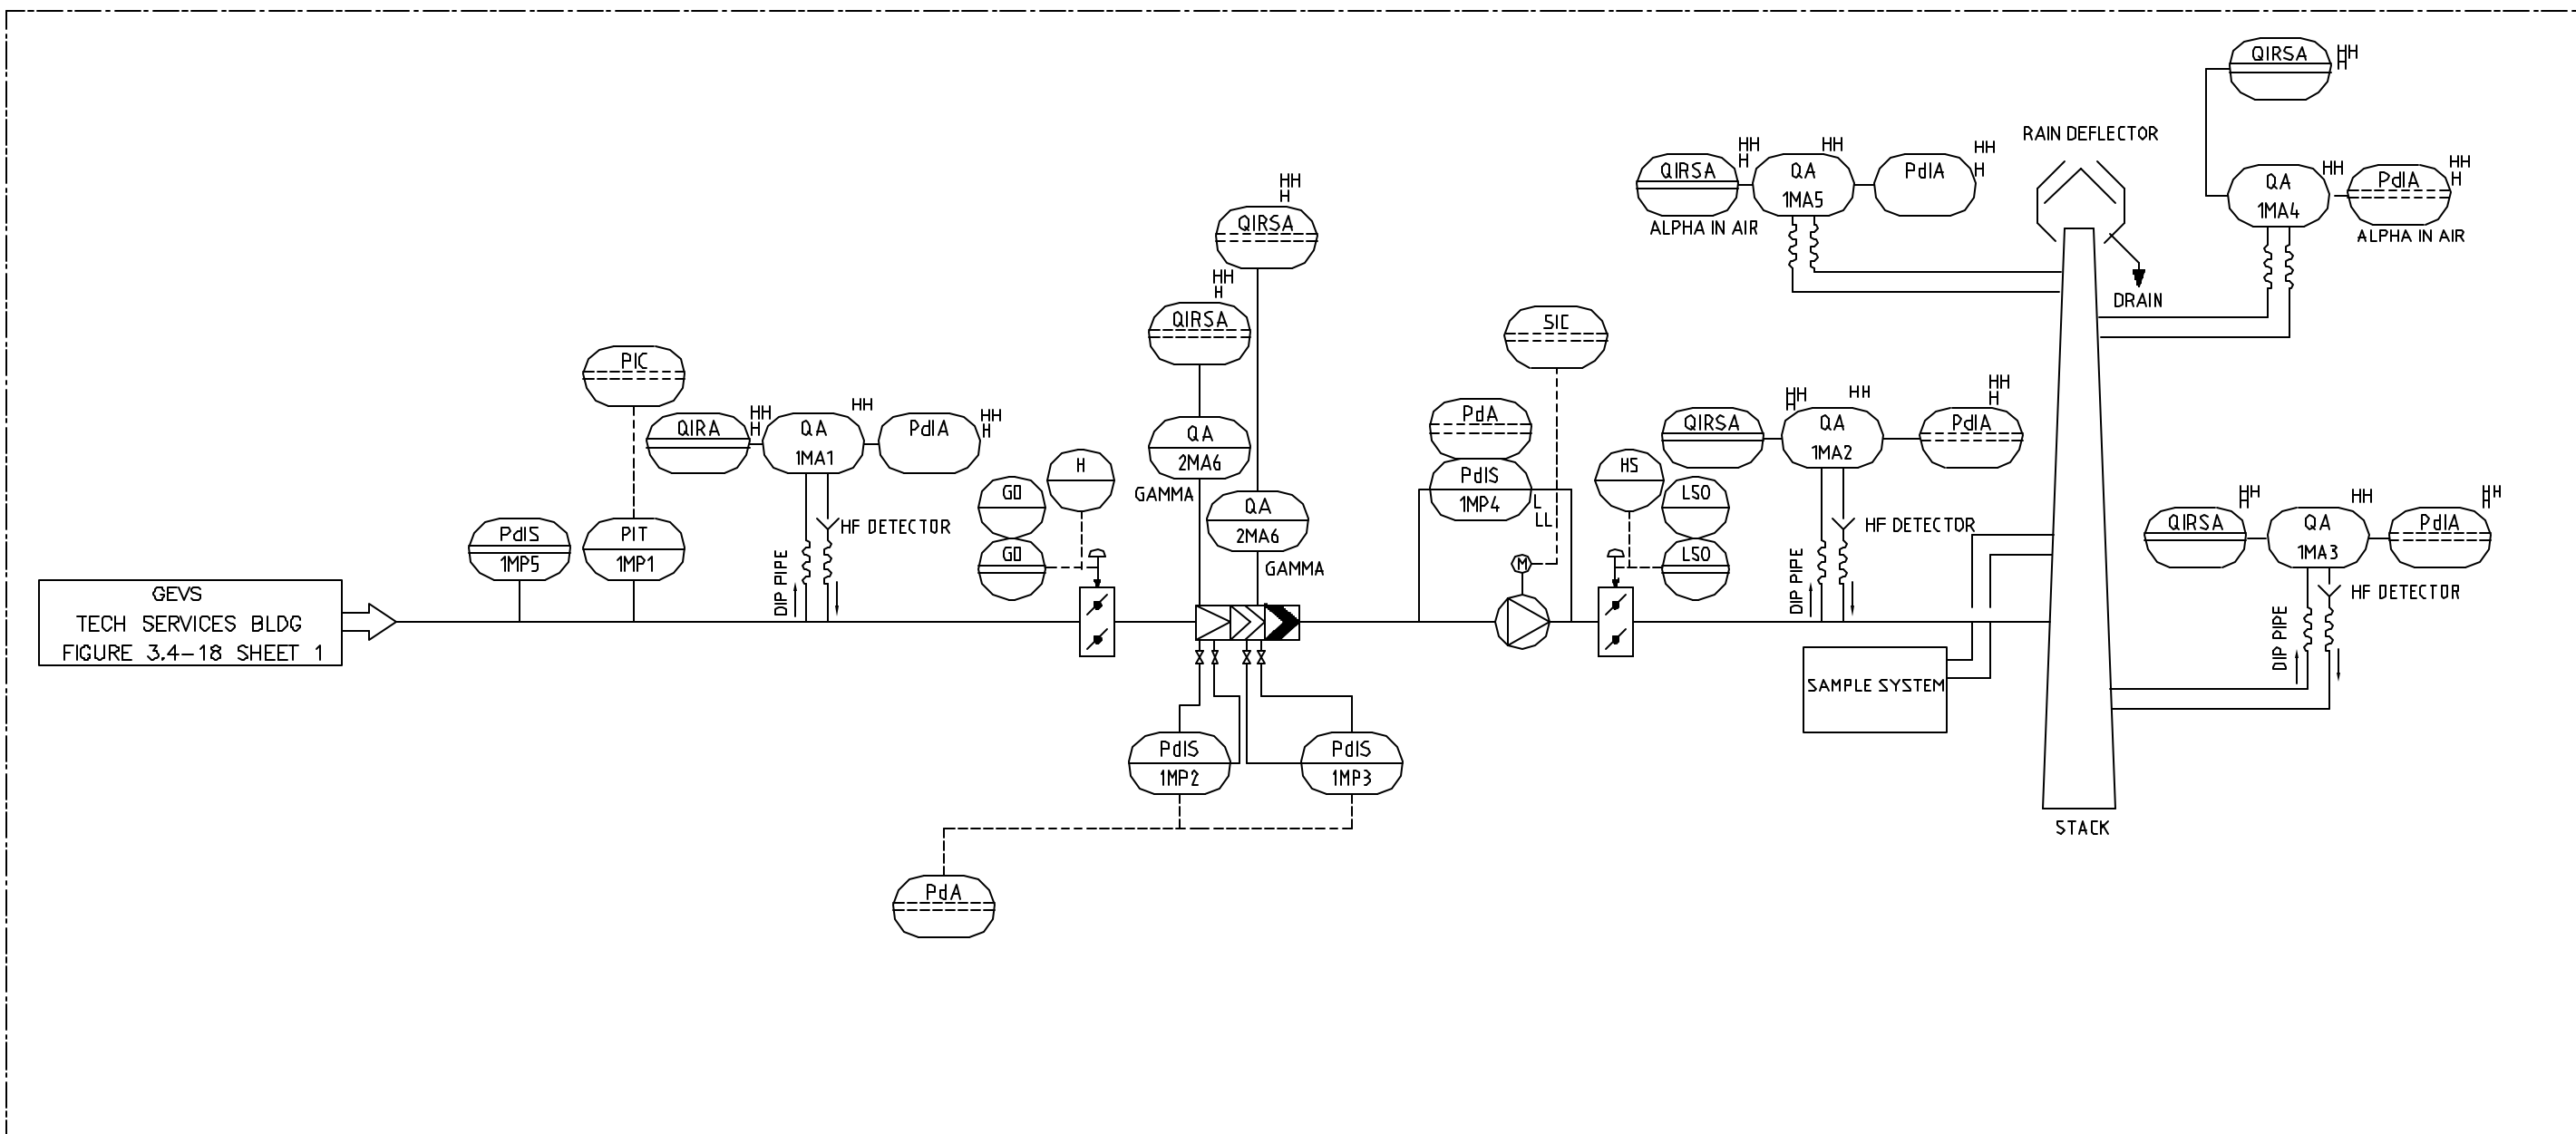 QIRSA
HH
H
RAIN DEFLECTOR
QIRSA
HH
H
QA
1MA5
HH
PdIA
HH
H
ALPHA IN AIR
QA
1MA4
HH
PdIA
HH
H
ALPHA IN AIR
DRAIN
HH
H
QIRSA
HH
H
QIRSA
SIC
PIC
QIRA
HH
H
QA
1MA1
HH
PdIA
HH
H
QA
2MA6
GAMMA
QA
2MA6
GAMMA
PdA
PdIS
1MP4
L
LL
QIRSA
HH
H
QA
1MA2
HH
PdIA
HH
H
H
GO
GO
HS
LSO
LSO
PdIS
1MP5
PIT
1MP1
HF DETECTOR
DIP PIPE
M
HF DETECTOR
DIP PIPE
QIRSA
HH
H
QA
1MA3
HH
PdIA
HH
H
HF DETECTOR
DIP PIPE
GEVS
TECH SERVICES BLDG
FIGURE 3.4-18 SHEET 1
SAMPLE SYSTEM
PdIS
1MP2
PdIS
1MP3
STACK
PdA